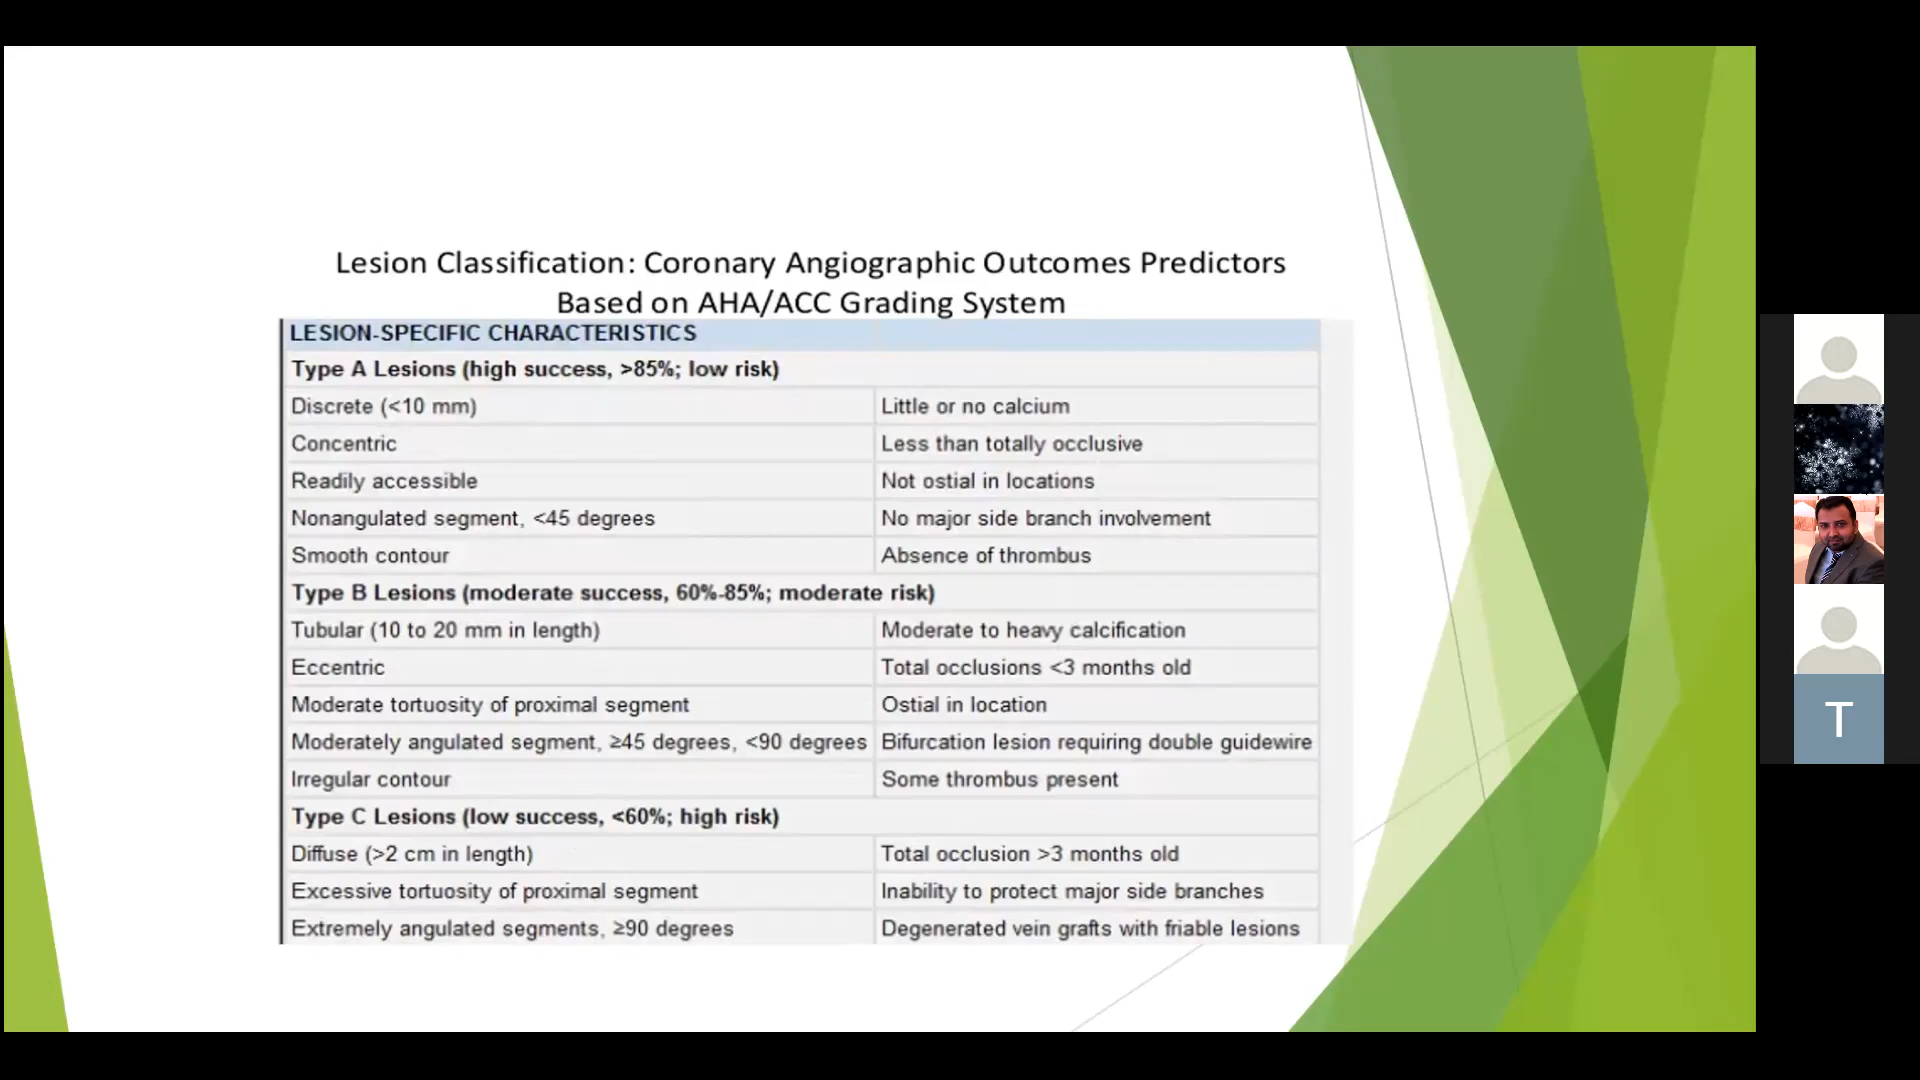 Lesion Classification: Coronary Angiographic Outcomes Predictors
Based on AHA/ACC Grading System
LESION-SPECIFIC CHARACTERISTICS
Type A Lesions (high success, >85%; low risk)
Discrete (<10 mm) Little or no calcium
Concentric Less than totally occlusive
Readily accessible Not ostial in locations
Nonangulated segment, <45 degrees No major side branch involvement
Smooth contour Absence of thrombus
Type B Lesions (moderate success, 60%-85%; moderate risk)
Tubular (10 to 20 mm in length) Moderate to heavy calcification
Eccentric Total occlusions <3 months old
Moderate tortuosity of proximal segment Ostial in location
Moderately angulated segment, ≥45 degrees, <90 degrees Bifurcation lesion requiring double guidewire
Irregular contour Some thrombus present
Type C Lesions (low success, <60%; high risk)
Diffuse (>2 cm in length) Total occlusion >3 months old
Excessive tortuosity of proximal segment Inability to protect major side branches
Extremely angulated segments, ≥90 degrees Degenerated vein grafts with friable lesions
T